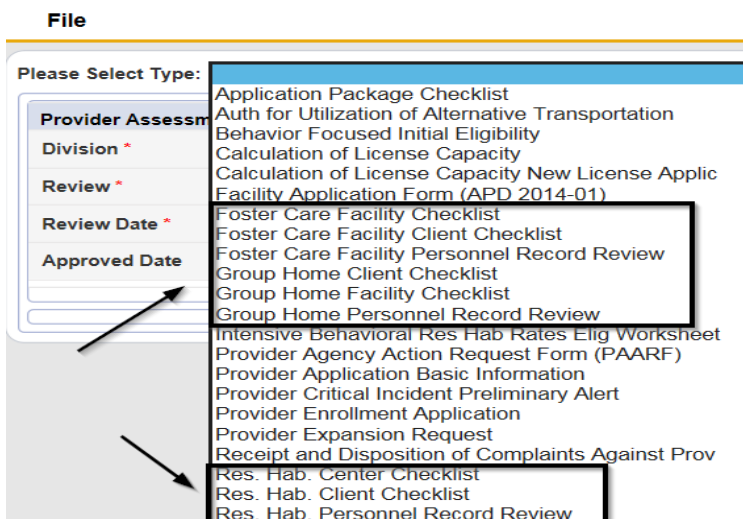 File
Please Select Type:
Application Package Checklist
Provider Assessm
Auth for Utilization of Alternative Transportation
Behavior Focused Initial Eligibility
Division *
Calculation of License Capacity
Calculation of License Capacity New License Applic
Review *
Facility Application Form (APD 2014-01)
Foster Care Facility Checklist
Review Date *
Foster Care Facility Client Checklist
Foster Care Facility Personnel Record Review
Approved Date
Group Home Client Checklist
Group Home Facility Checklist
Group Home Personnel Record Review
Intensive Behavioral Res Hab Rates Elig Worksheet
Provider Agency Action Request Form (PAARF)
Provider Application Basic Information
Provider Critical Incident Preliminary Alert
Provider Enrollment Application
Provider Expansion Request
Receipt and Disposition of Complaints Against Prov
Res. Hab. Center Checklist
Res. Hab. Client Checklist
Res. Hab. Personnel Record Review